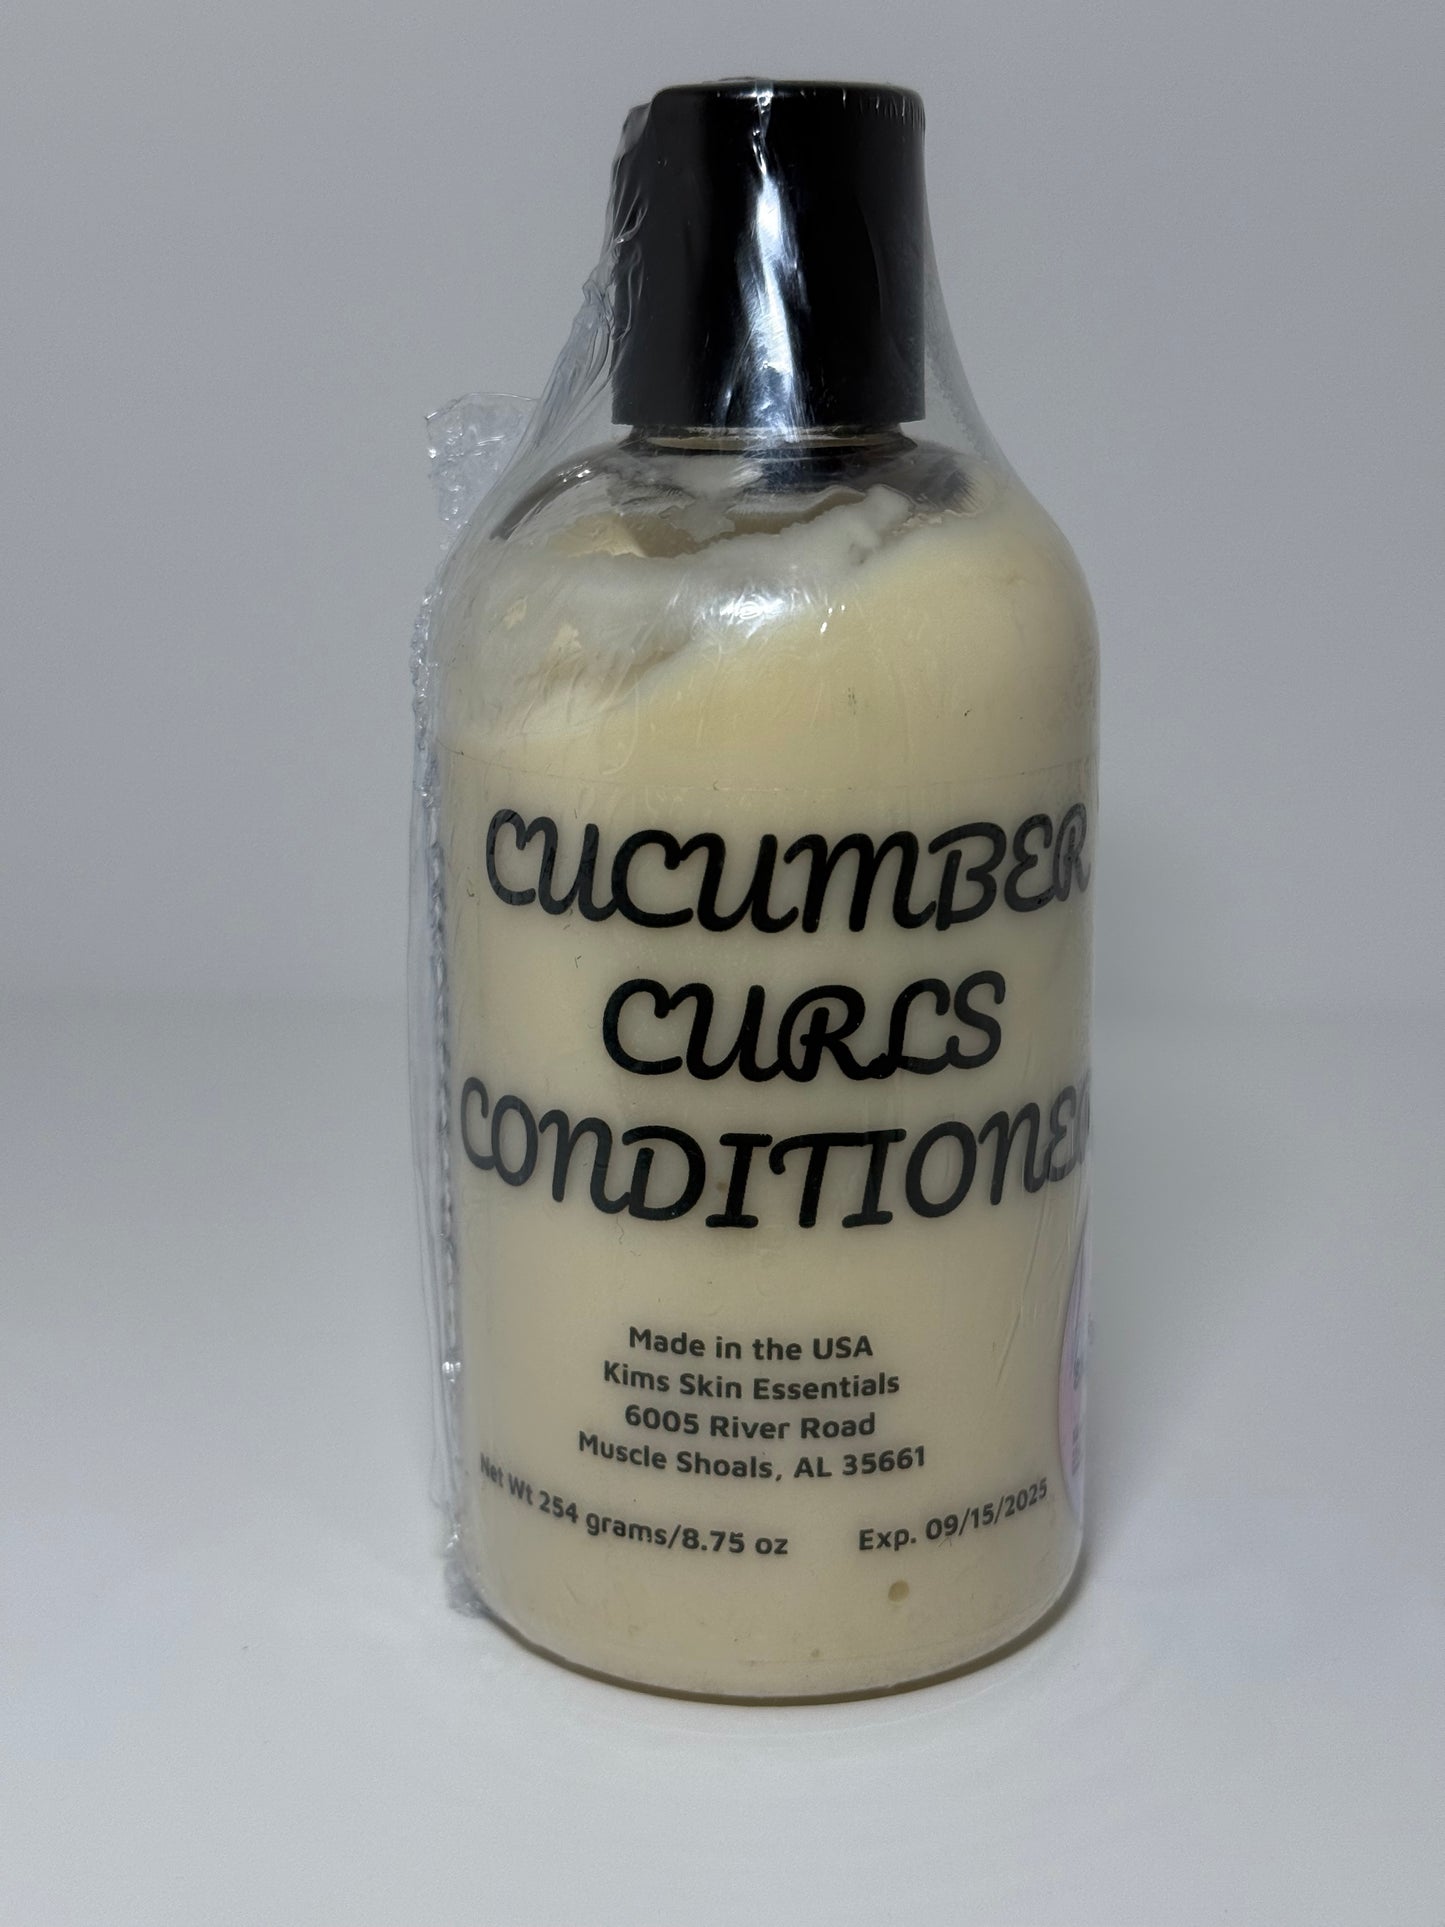 CUCUMBER
CURLS
CONDITIONER
Made in the USA
Kims Skin Essentials
6005 River Road
Muscle Shoals, AL 35661
Net Wt 254 grams/8.75 oz
Exp. 09/15/2025